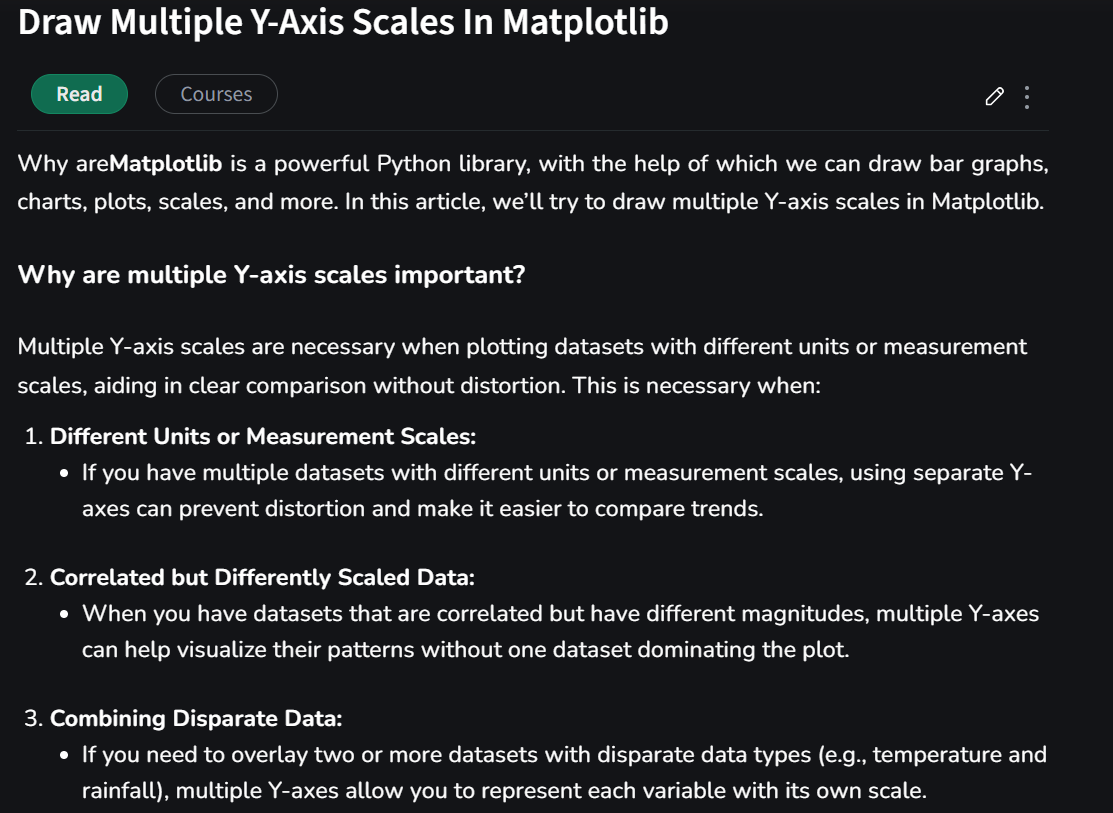 Draw Multiple Y-Axis Scales In Matplotlib
Read
Courses
Why areMatplotlib is a powerful Python library, with the help of which we can draw bar graphs,
charts, plots, scales, and more. In this article, we’ll try to draw multiple Y-axis scales in Matplotlib.
Why are multiple Y-axis scales important?
Multiple Y-axis scales are necessary when plotting datasets with different units or measurement
scales, aiding in clear comparison without distortion. This is necessary when:
1. Different Units or Measurement Scales:
• If you have multiple datasets with different units or measurement scales, using separate Y-
axes can prevent distortion and make it easier to compare trends.
2. Correlated but Differently Scaled Data:
• When you have datasets that are correlated but have different magnitudes, multiple Y-axes
can help visualize their patterns without one dataset dominating the plot.
3. Combining Disparate Data:
• If you need to overlay two or more datasets with disparate data types (e.g., temperature and
rainfall), multiple Y-axes allow you to represent each variable with its own scale.